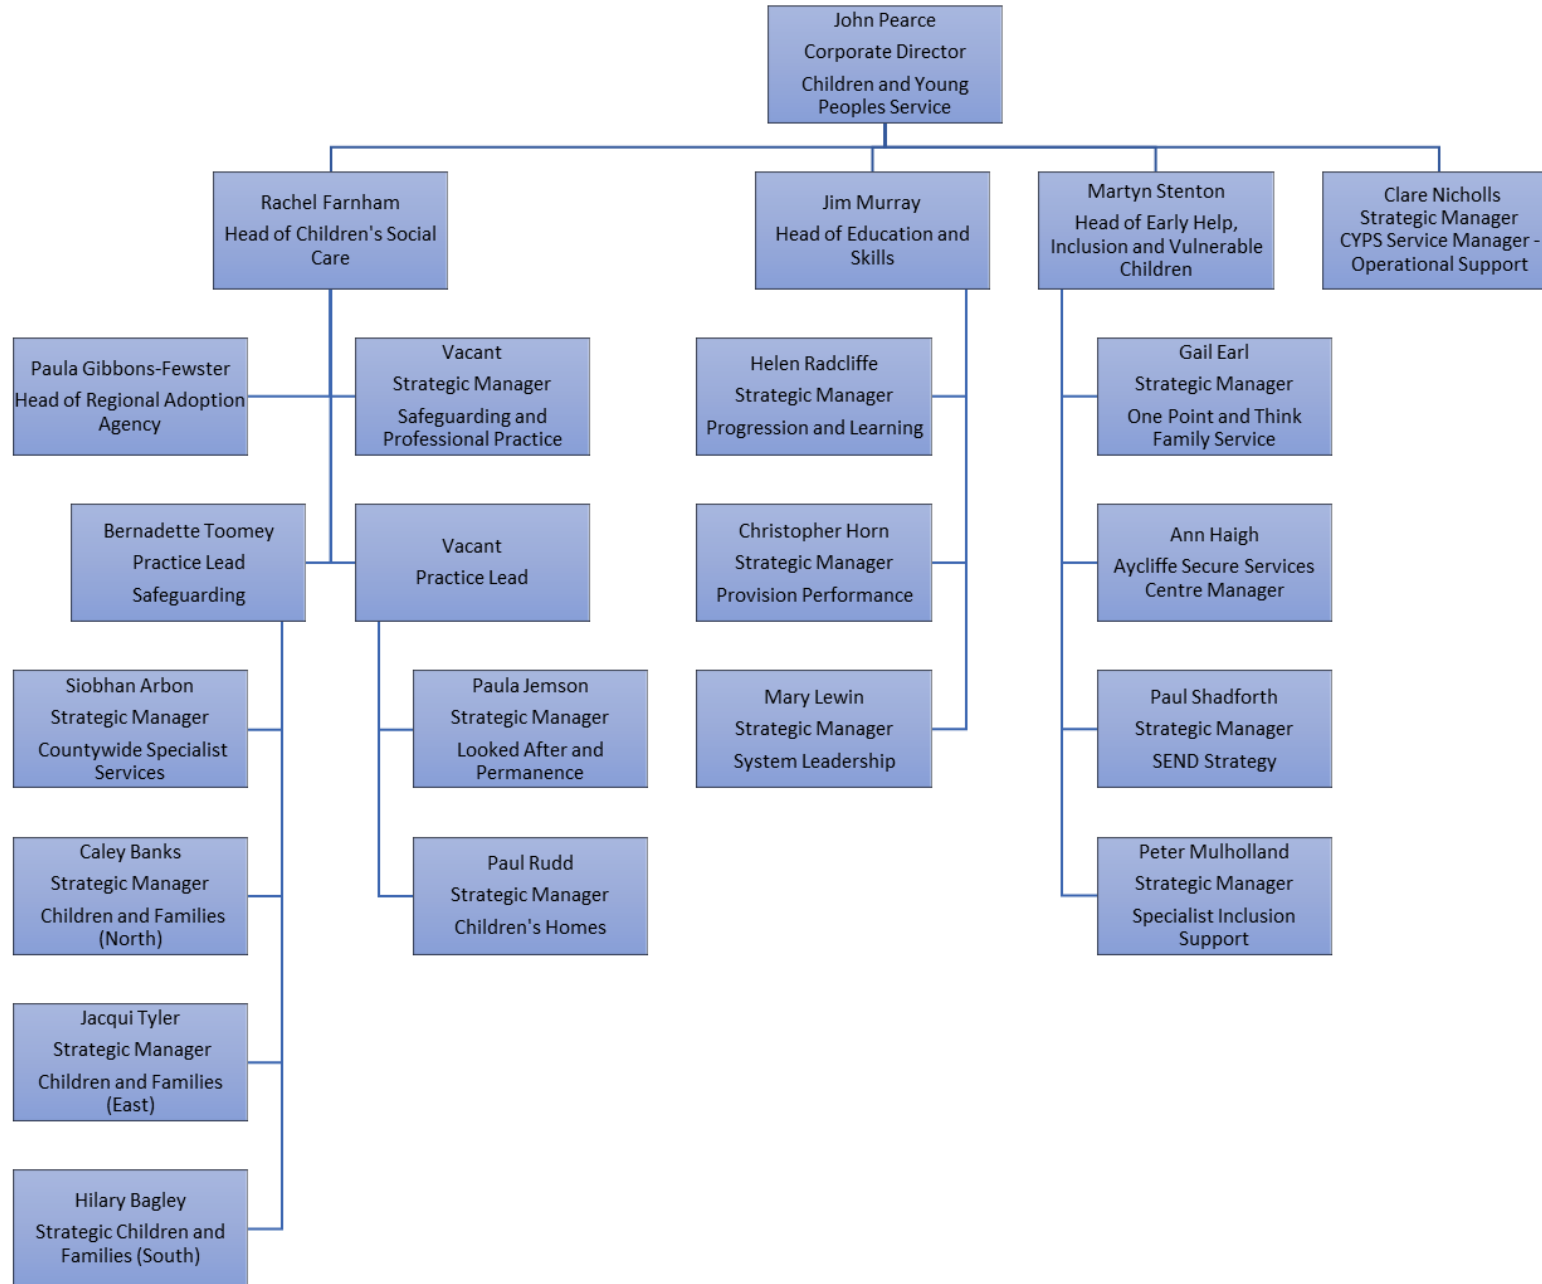 John Pearce
Corporate Director
Children and Young
Peoples Service
Rachel Farnham
Head of Children's Social
Care
Jim Murray
Head of Education and
Skills
Martyn Stenton
Head of Early Help,
Inclusion and Vulnerable
Children
Clare Nicholls
Strategic Manager
CYPS Service Manager -
Operational Support
Paula Gibbons-Fewster
Head of Regional Adoption
Agency
Vacant
Strategic Manager
Safeguarding and
Professional Practice
Helen Radcliffe
Strategic Manager
Progression and Learning
Gail Earl
Strategic Manager
One Point and Think
Family Service
Bernadette Toomey
Practice Lead
Safeguarding
Vacant
Practice Lead
Christopher Horn
Strategic Manager
Provision Performance
Ann Haigh
Aycliffe Secure Services
Centre Manager
Siobhan Arbon
Strategic Manager
Countywide Specialist
Services
Paula Jemson
Strategic Manager
Looked After and
Permanence
Mary Lewin
Strategic Manager
System Leadership
Paul Shadforth
Strategic Manager
SEND Strategy
Caley Banks
Strategic Manager
Children and Families
(North)
Paul Rudd
Strategic Manager
Children's Homes
Peter Mulholland
Strategic Manager
Specialist Inclusion
Support
Jacqui Tyler
Strategic Manager
Children and Families
(East)
Hilary Bagley
Strategic Children and
Families (South)